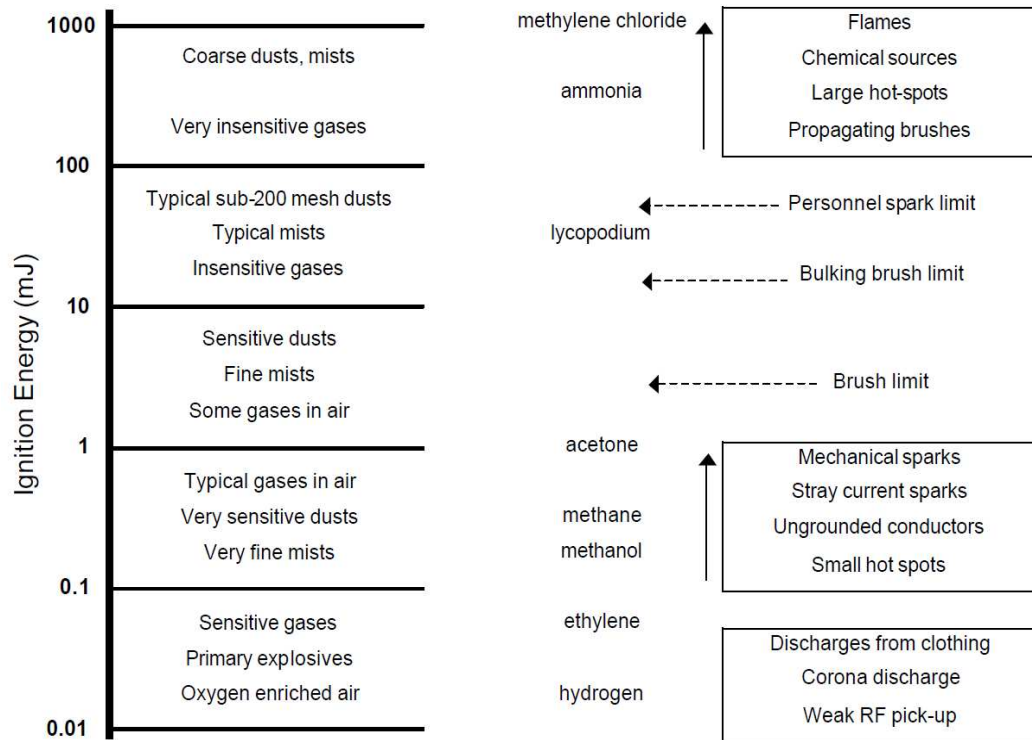 Ignition Energy (mJ)
1000
Coarse dusts, mists
Very insensitive gases
100
Typical sub-200 mesh dusts
Typical mists
Insensitive gases
10
Sensitive dusts
Fine mists
Some gases in air
1
Typical gases in air
Very sensitive dusts
Very fine mists
0.1
Sensitive gases
Primary explosives
Oxygen enriched air
0.01
methylene chloride
ammonia
lycopodium
acetone
methane
methanol
ethylene
hydrogen
Flames
Chemical sources
Large hot-spots
Propagating brushes
Personnel spark limit
Bulking brush limit
Brush limit
Mechanical sparks
Stray current sparks
Ungrounded conductors
Small hot spots
Discharges from clothing
Corona discharge
Weak RF pick-up